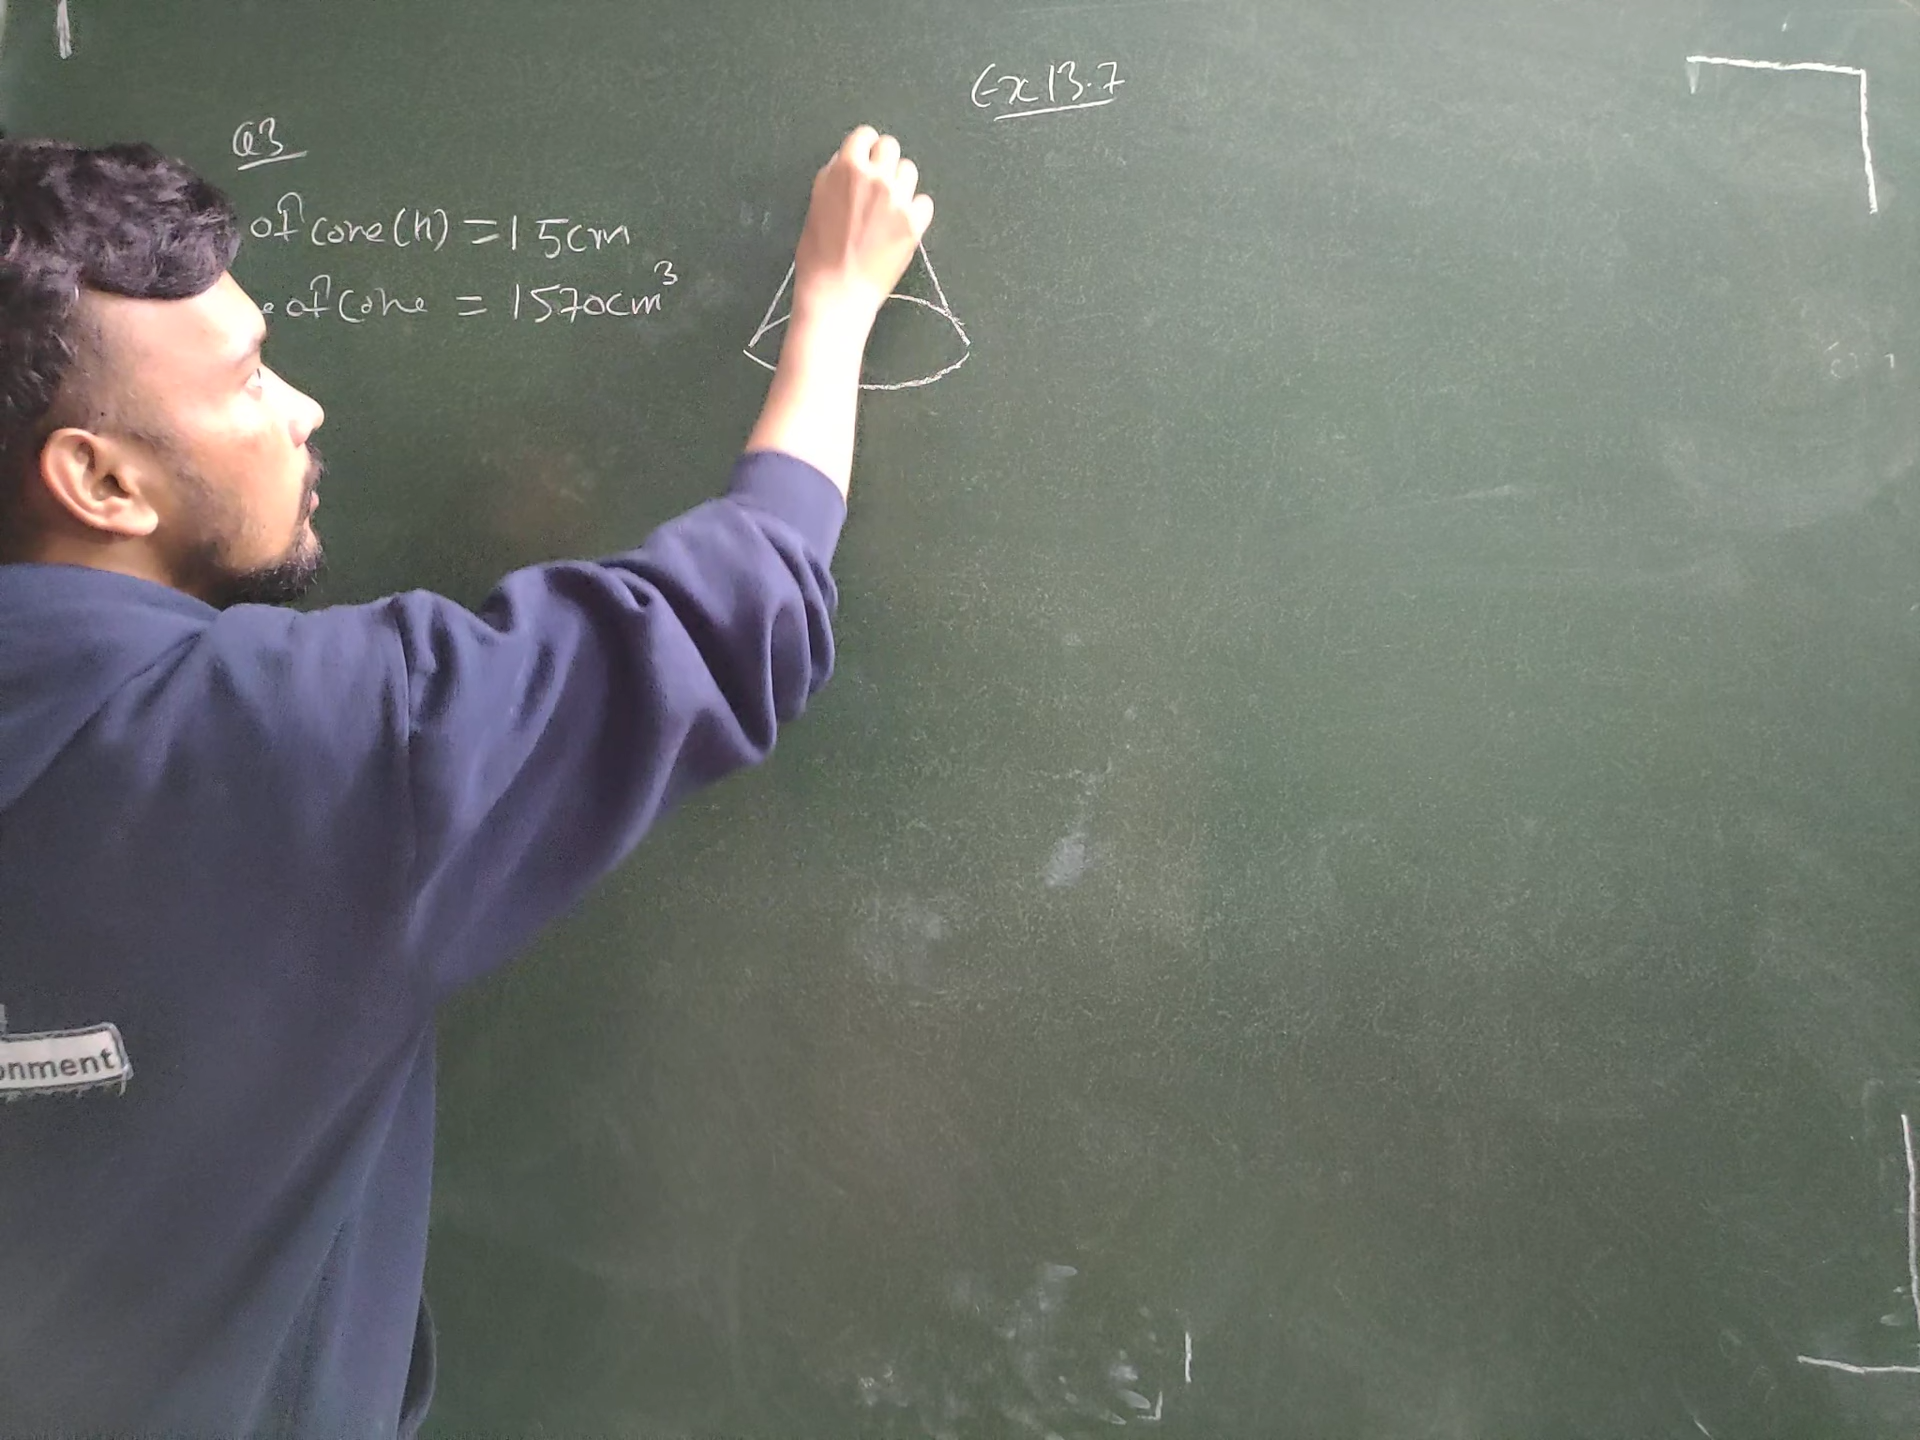 Ex 13.7
Q3
of cone (h) = 15cm
of Cone = 1570cm³
onment